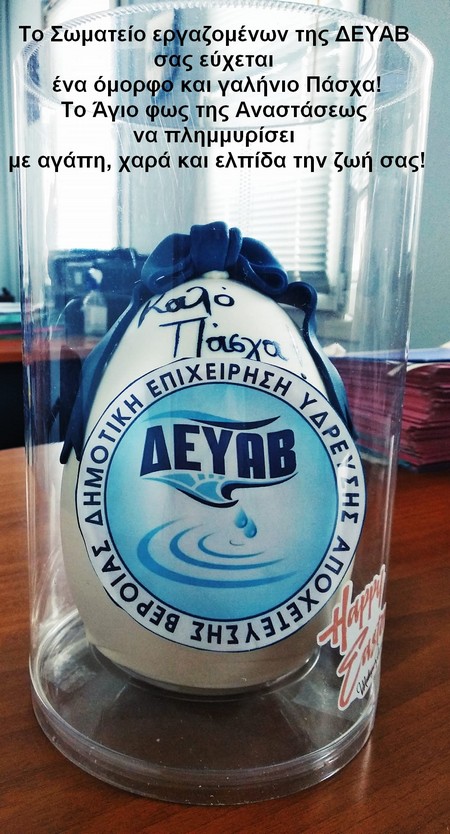 Το Σωματείο εργαζομένων της ΔΕΥΑΒ
σας εύχεται
ένα όμορφο και γαλήνιο Πάσχα!
Το Άγιο φως της Αναστάσεως
να πλημμυρίσει
με αγάπη, χαρά και ελπίδα την ζωή σας!
Καλό
Πάσχα!
ΔΗΜΟΤΙΚΗ ΕΠΙΧΕΙΡΗΣΗ ΥΔΡΕΥΣΗΣ ΑΠΟΧΕΤΕΥΣΗΣ ΒΕΡΟΙΑΣ
ΔΕΥΑΒ
Happy
Easter